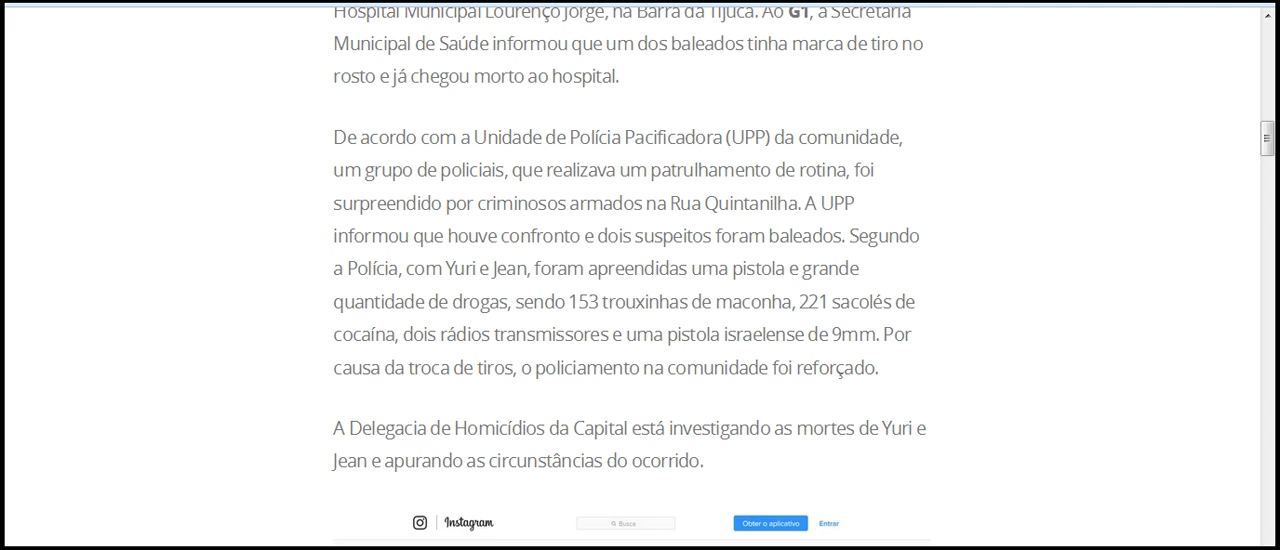 Hospital Municipal Lourenço Jorge, na Barra da Tijuca. Ao G1, a Secretaria
Municipal de Saúde informou que um dos baleados tinha marca de tiro no
rosto e já chegou morto ao hospital.
De acordo com a Unidade de Polícia Pacificadora (UPP) da comunidade,
um grupo de policiais, que realizava um patrulhamento de rotina, foi
surpreendido por criminosos armados na Rua Quintanilha. A UPP
informou que houve confronto e dois suspeitos foram baleados. Segundo
a Polícia, com Yuri e Jean, foram apreendidas uma pistola e grande
quantidade de drogas, sendo 153 trouxinhas de maconha, 221 sacolés de
cocaína, dois rádios transmissores e uma pistola israelense de 9mm. Por
causa da troca de tiros, o policiamento na comunidade foi reforçado.
A Delegacia de Homicídios da Capital está investigando as mortes de Yuri e
Jean e apurando as circunstâncias do ocorrido.
Instagram Busca Obter o aplicativo Entrar